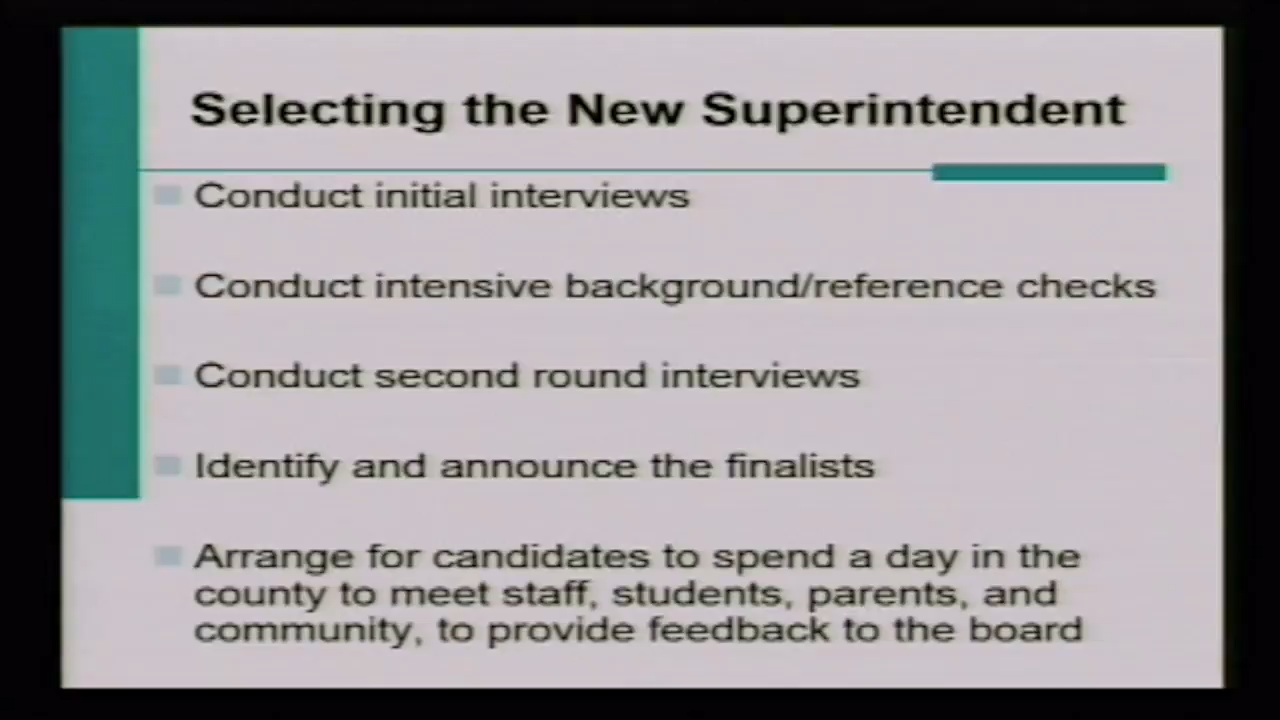 Selecting the New Superintendent
Conduct initial interviews
Conduct intensive background/reference checks
Conduct second round interviews
Identify and announce the finalists
Arrange for candidates to spend a day in the
county to meet staff, students, parents, and
community, to provide feedback to the board